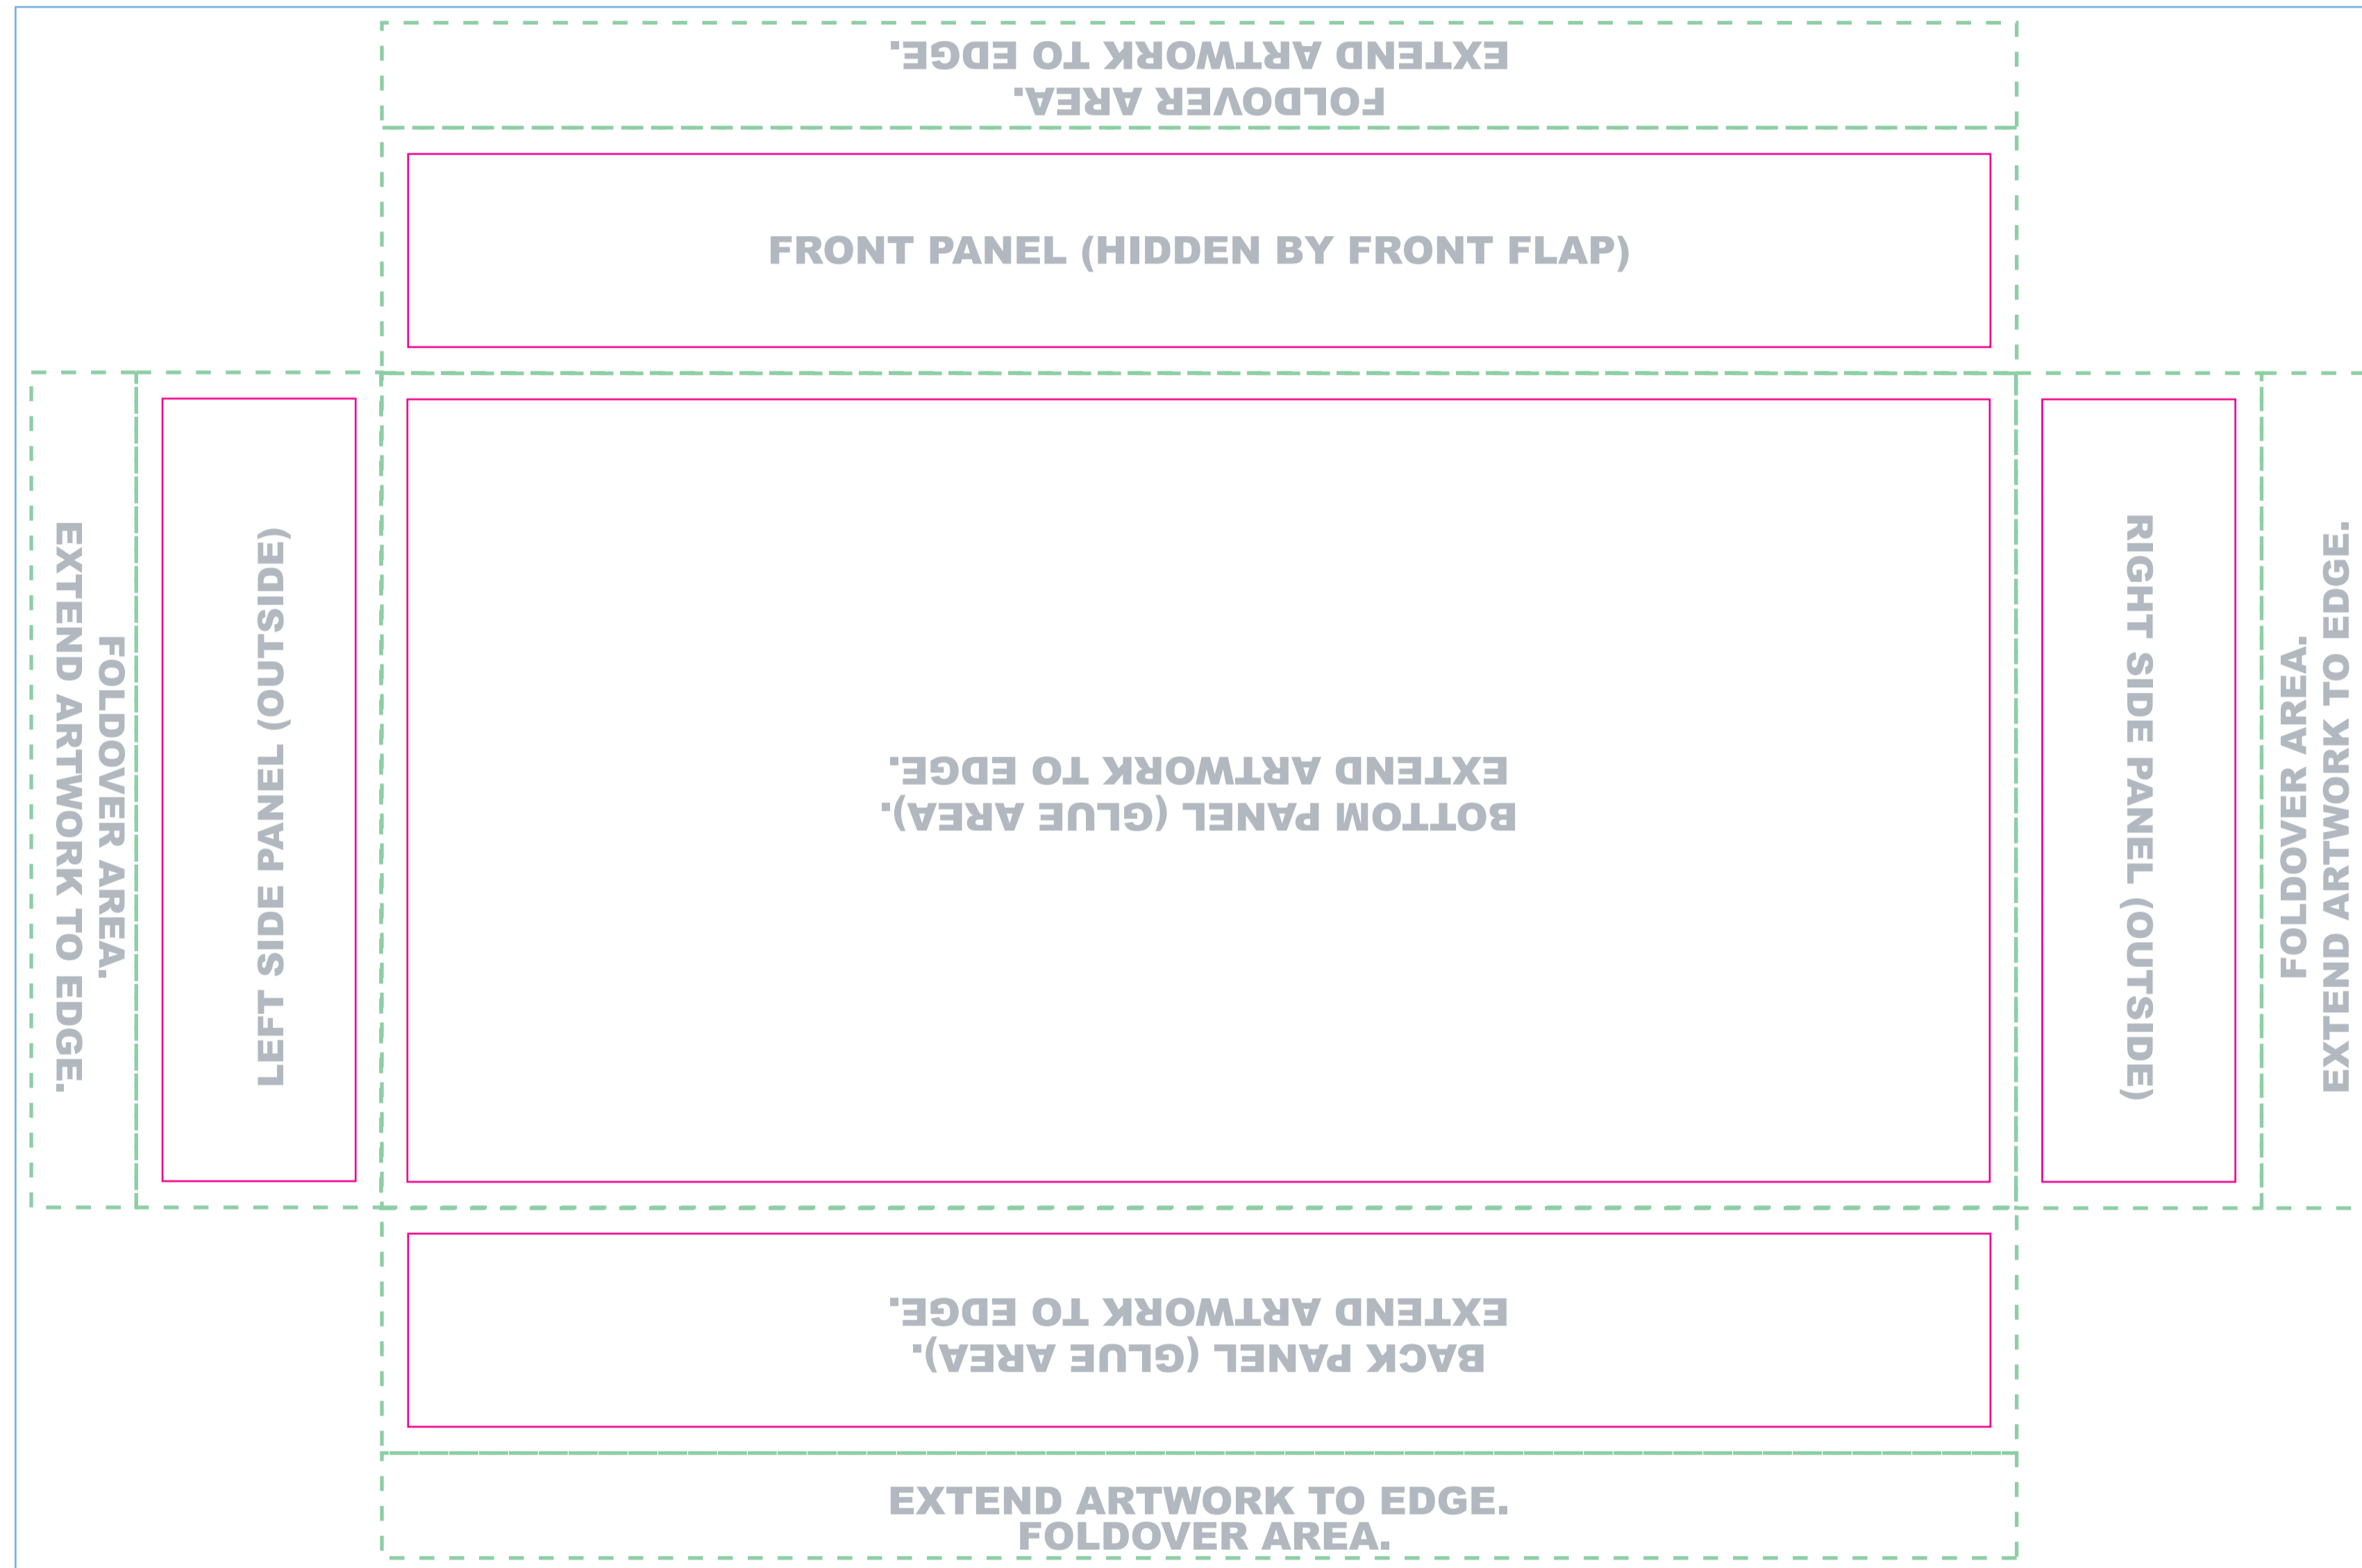 FOLDOVER AREA.
EXTEND ARTWORK TO EDGE.
FRONT PANEL (HIDDEN BY FRONT FLAP)
FOLDOVER AREA.
EXTEND ARTWORK TO EDGE.
LEFT SIDE PANEL (OUTSIDE)
BOTTOM PANEL (GLUE AREA).
EXTEND ARTWORK TO EDGE.
RIGHT SIDE PANEL (OUTSIDE)
FOLDOVER AREA.
EXTEND ARTWORK TO EDGE.
BACK PANEL (GLUE AREA).
EXTEND ARTWORK TO EDGE.
EXTEND ARTWORK TO EDGE.
FOLDOVER AREA.